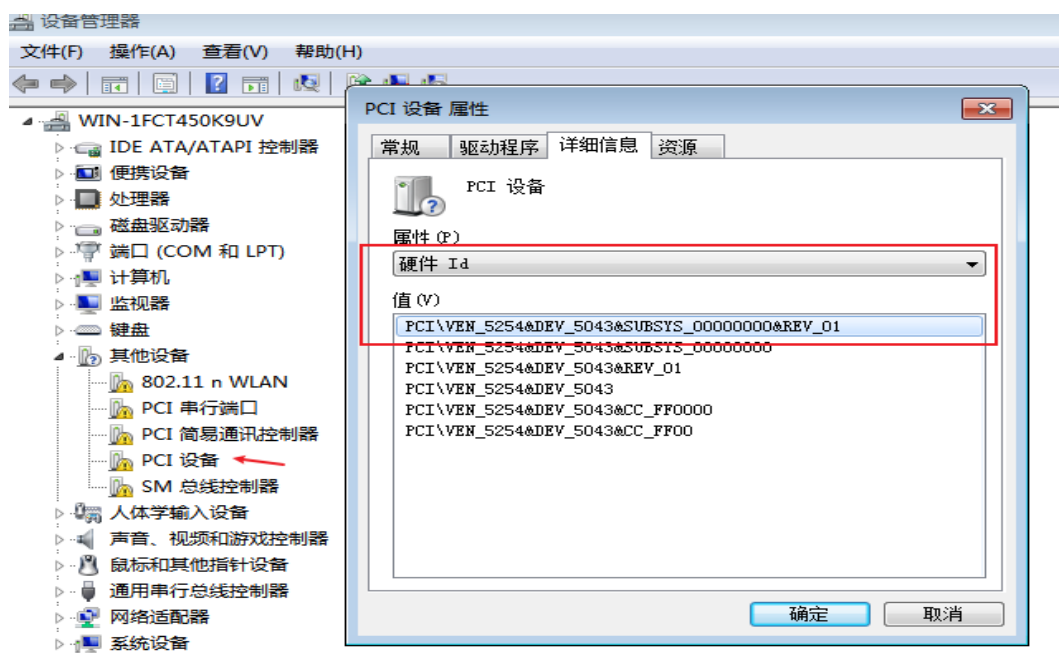 设备管理器
文件(F) 操作(A) 查看(V) 帮助(H)
WIN-1FCT450K9UV
IDE ATA/ATAPI 控制器
便携设备
处理器
磁盘驱动器
端口 (COM 和 LPT)
计算机
监视器
键盘
其他设备
802.11 n WLAN
PCI 串行端口
PCI 简易通讯控制器
PCI 设备
SM 总线控制器
人体学输入设备
声音、视频和游戏控制器
鼠标和其他指针设备
通用串行总线控制器
网络适配器
系统设备
PCI 设备 属性
常规 驱动程序 详细信息 资源
PCI 设备
属性(P)
硬件 Id
值(V)
PCI\VEN_5254&DEV_5043&SUBSYS_00000000&REV_01
PCI\VEN_5254&DEV_5043&SUBSYS_00000000
PCI\VEN_5254&DEV_5043&REV_01
PCI\VEN_5254&DEV_5043
PCI\VEN_5254&DEV_5043&CC_FF0000
PCI\VEN_5254&DEV_5043&CC_FF00
确定 取消